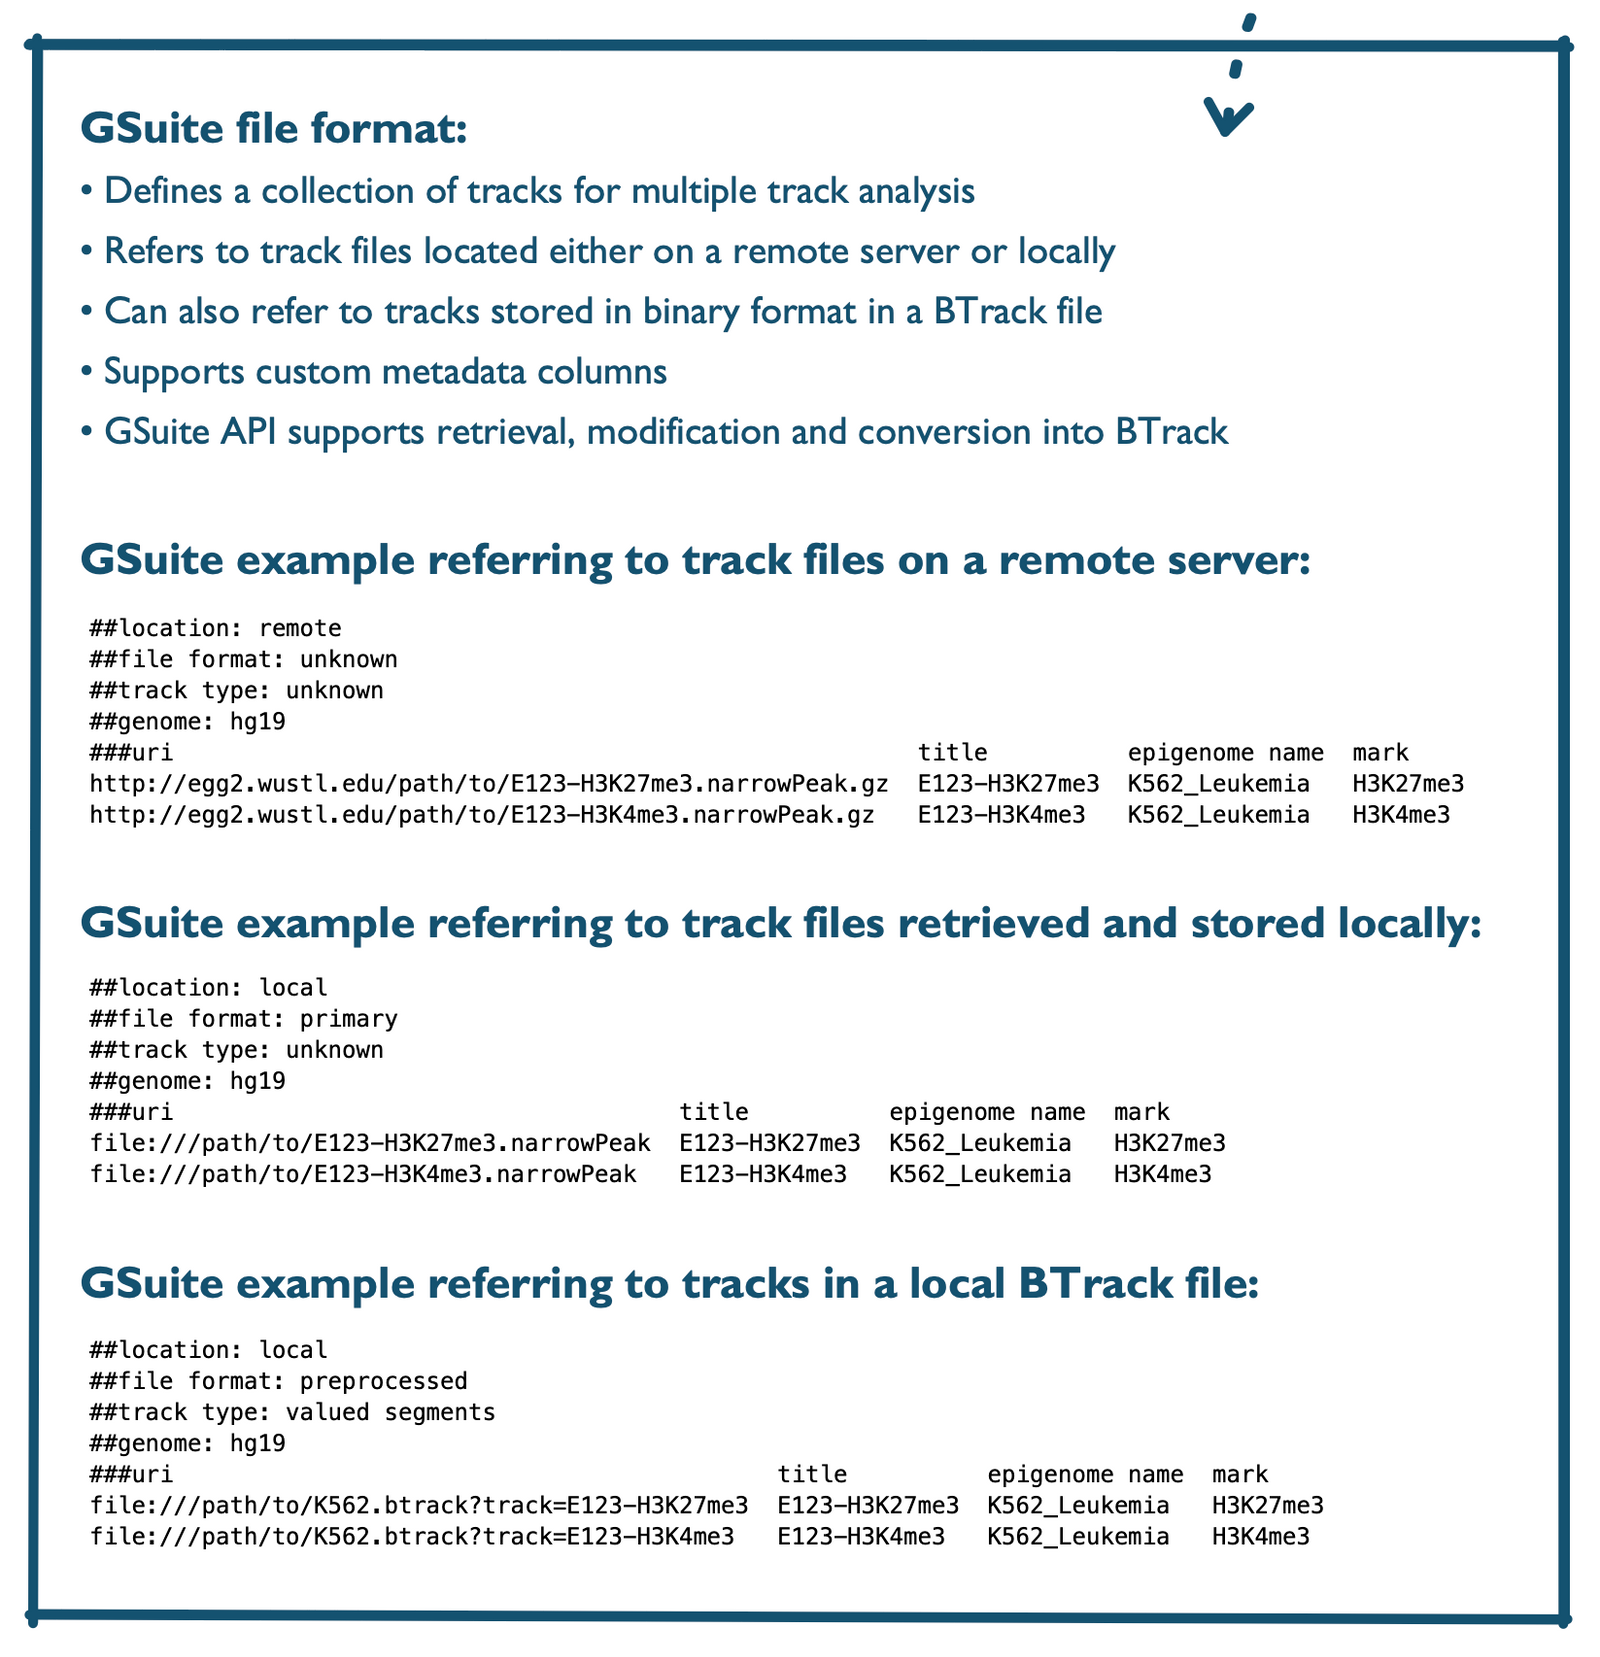 GSuite file format:
• Defines a collection of tracks for multiple track analysis
• Refers to track files located either on a remote server or locally
• Can also refer to tracks stored in binary format in a BTrack file
• Supports custom metadata columns
• GSuite API supports retrieval, modification and conversion into BTrack
GSuite example referring to track files on a remote server:
##location: remote
##file format: unknown
##track type: unknown
##genome: hg19
###uri title epigenome name mark
http://egg2.wustl.edu/path/to/E123-H3K27me3.narrowPeak.gz E123-H3K27me3 K562_Leukemia H3K27me3
http://egg2.wustl.edu/path/to/E123-H3K4me3.narrowPeak.gz E123-H3K4me3 K562_Leukemia H3K4me3
GSuite example referring to track files retrieved and stored locally:
##location: local
##file format: primary
##track type: unknown
##genome: hg19
###uri title epigenome name mark
file:///path/to/E123-H3K27me3.narrowPeak E123-H3K27me3 K562_Leukemia H3K27me3
file:///path/to/E123-H3K4me3.narrowPeak E123-H3K4me3 K562_Leukemia H3K4me3
GSuite example referring to tracks in a local BTrack file:
##location: local
##file format: preprocessed
##track type: valued segments
##genome: hg19
###uri title epigenome name mark
file:///path/to/K562.btrack?track=E123-H3K27me3 E123-H3K27me3 K562_Leukemia H3K27me3
file:///path/to/K562.btrack?track=E123-H3K4me3 E123-H3K4me3 K562_Leukemia H3K4me3